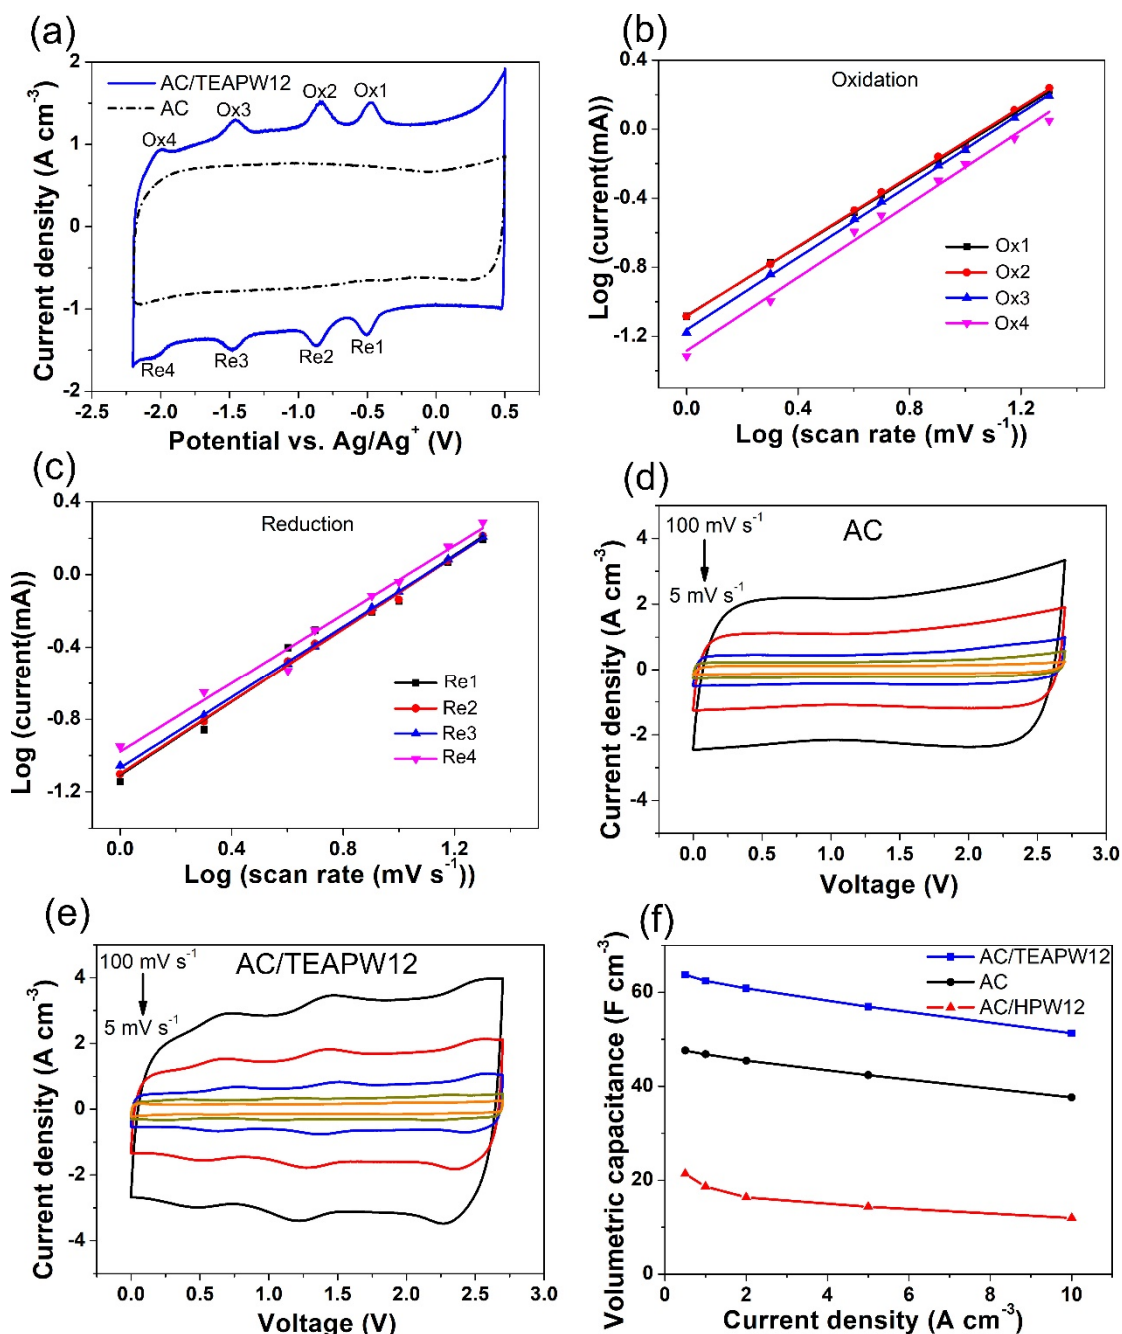 (a)
AC/TEAPW12
AC
Ox4
Ox3
Ox2
Ox1
Re4
Re3
Re2
Re1
2
1
0
-1
-2
-2.5 -2.0 -1.5 -1.0 -0.5 0.0 0.5
Current density (A cm⁻³)
Potential vs. Ag/Ag⁺ (V)
(b)
Oxidation
Ox1
Ox2
Ox3
Ox4
0.4
0.0
-0.4
-0.8
-1.2
0.0 0.4 0.8 1.2
Log (current(mA))
Log (scan rate (mV s⁻¹))
(c)
Reduction
Re1
Re2
Re3
Re4
0.4
0.0
-0.4
-0.8
-1.2
0.0 0.4 0.8 1.2
Log (current(mA))
Log (scan rate (mV s⁻¹))
(d)
AC
100 mV s⁻¹
5 mV s⁻¹
4
2
0
-2
-4
0.0 0.5 1.0 1.5 2.0 2.5 3.0
Current density (A cm⁻³)
Voltage (V)
(e)
AC/TEAPW12
100 mV s⁻¹
5 mV s⁻¹
4
2
0
-2
-4
0.0 0.5 1.0 1.5 2.0 2.5 3.0
Current density (A cm⁻³)
Voltage (V)
(f)
AC/TEAPW12
AC
AC/HPW12
60
40
20
0
0 2 4 6 8 10
Volumetric capacitance (F cm⁻³)
Current density (A cm⁻³)